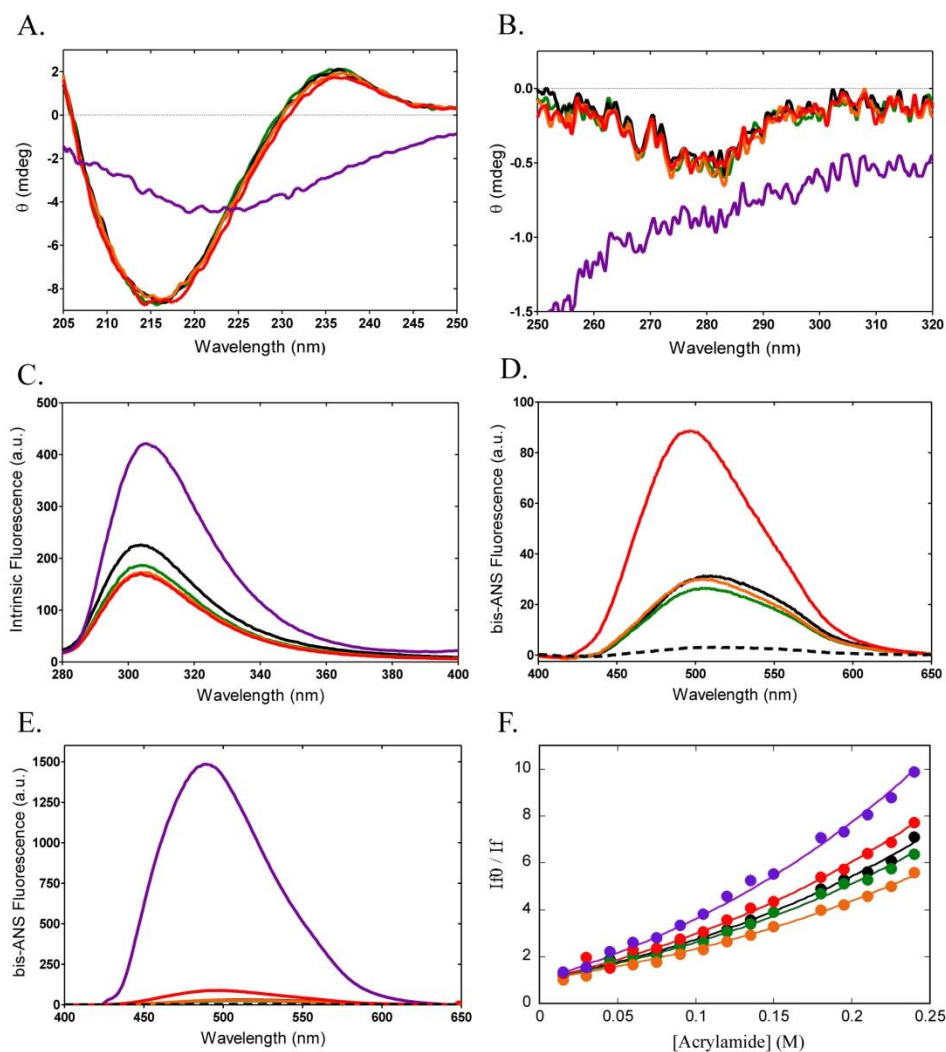 A.
θ (mdeg)
2
0
-2
-4
-6
-8
205 210 215 220 225 230 235 240 245 250
Wavelength (nm)
B.
θ (mdeg)
0.0
-0.5
-1.0
-1.5
250 260 270 280 290 300 310 320
Wavelength (nm)
C.
Intrinsic Fluorescence (a.u.)
500
400
300
200
100
0
280 300 320 340 360 380 400
Wavelength (nm)
D.
bis-ANS Fluorescence (a.u.)
100
80
60
40
20
0
400 450 500 550 600 650
Wavelength (nm)
E.
bis-ANS Fluorescence (a.u.)
1500
1250
1000
750
500
250
0
400 450 500 550 600 650
Wavelength (nm)
F.
If0 / If
10
8
6
4
2
0
0 0.05 0.1 0.15 0.2 0.25
[Acrylamide] (M)